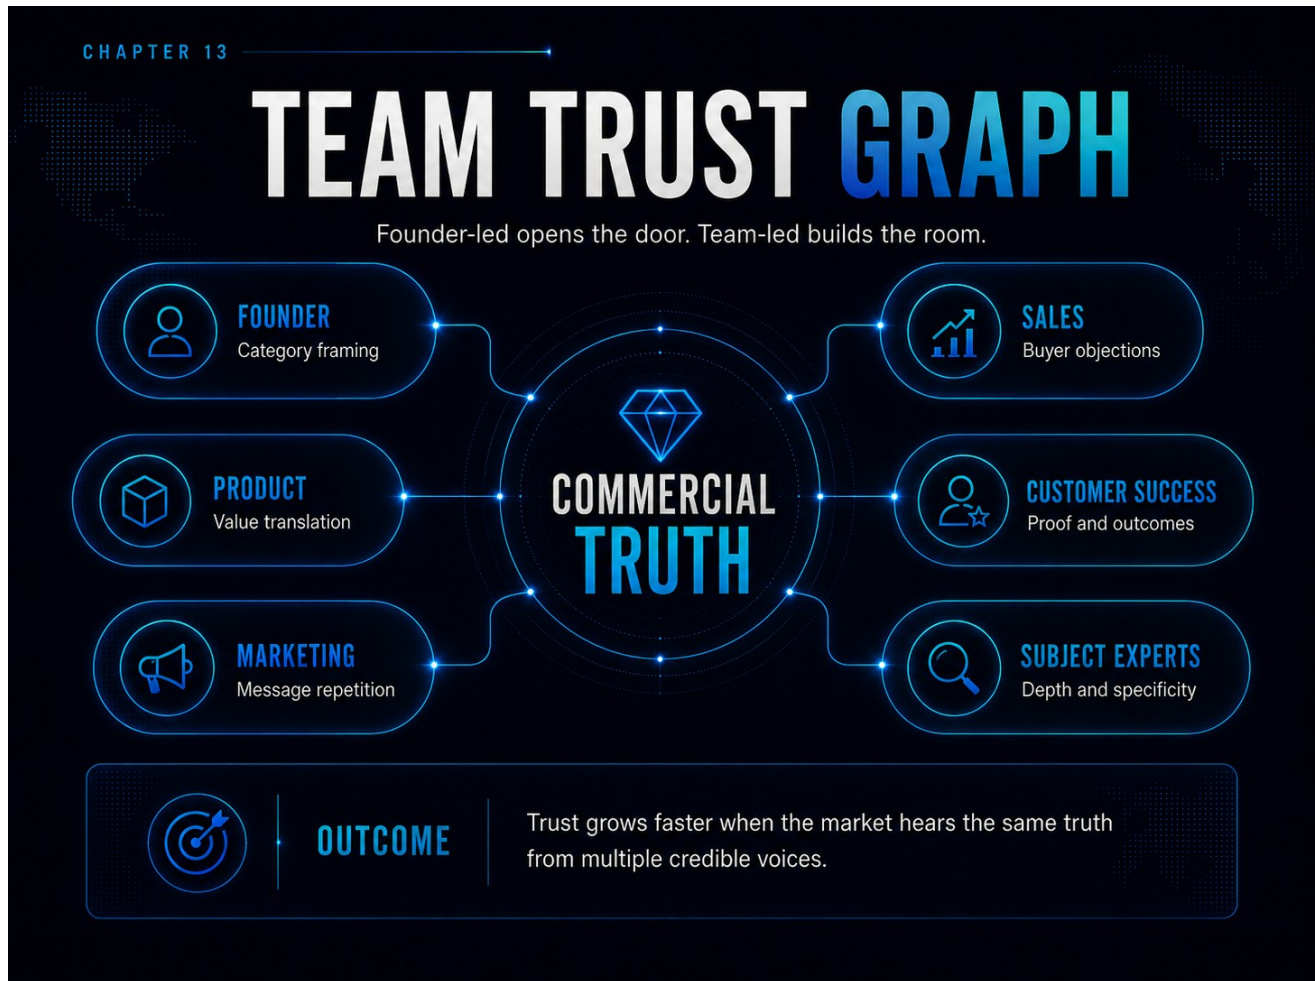 CHAPTER 13
TEAM TRUST GRAPH
Founder-led opens the door. Team-led builds the room.
FOUNDER
Category framing
PRODUCT
Value translation
MARKETING
Message repetition
COMMERCIAL
TRUTH
SALES
Buyer objections
CUSTOMER SUCCESS
Proof and outcomes
SUBJECT EXPERTS
Depth and specificity
OUTCOME
Trust grows faster when the market hears the same truth
from multiple credible voices.